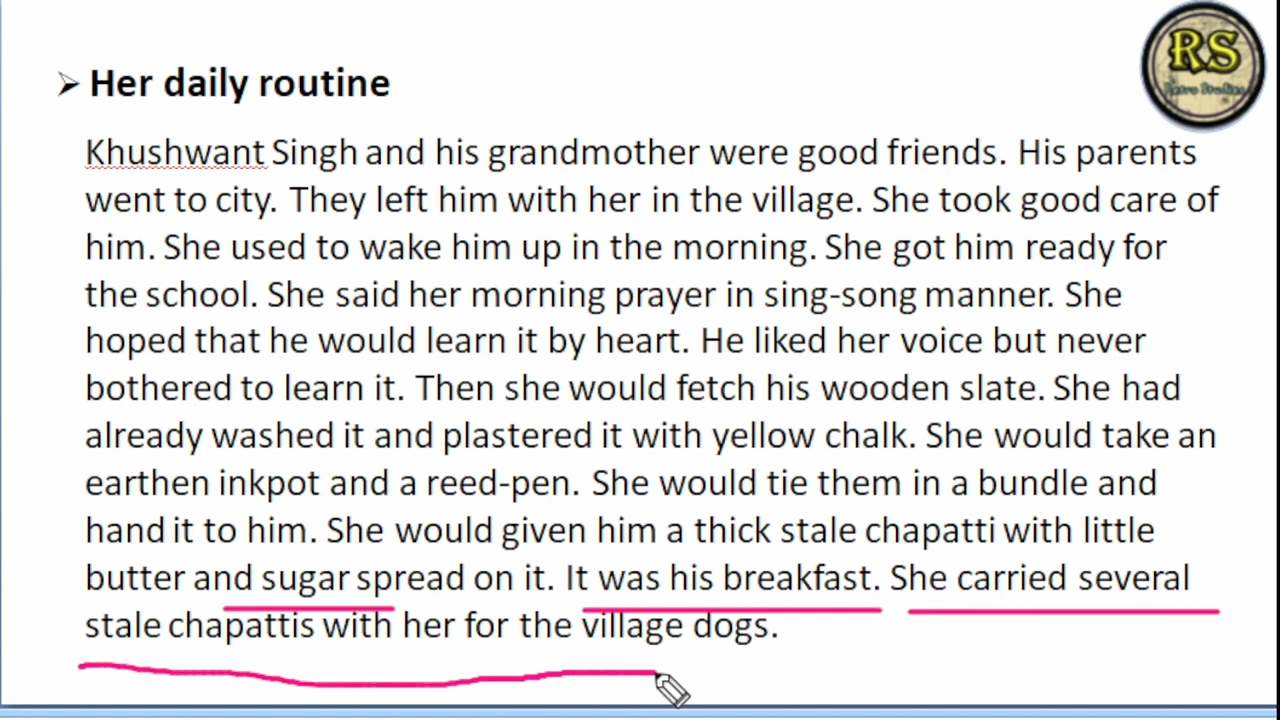 RS
Retro Studies
Her daily routine
Khushwant Singh and his grandmother were good friends. His parents
went to city. They left him with her in the village. She took good care of
him. She used to wake him up in the morning. She got him ready for
the school. She said her morning prayer in sing-song manner. She
hoped that he would learn it by heart. He liked her voice but never
bothered to learn it. Then she would fetch his wooden slate. She had
already washed it and plastered it with yellow chalk. She would take an
earthen inkpot and a reed-pen. She would tie them in a bundle and
hand it to him. She would given him a thick stale chapatti with little
butter and sugar spread on it. It was his breakfast. She carried several
stale chapattis with her for the village dogs.